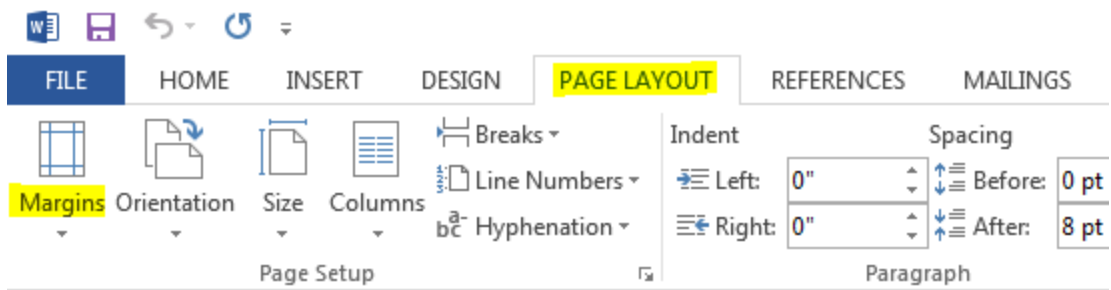 W
FILE HOME INSERT DESIGN PAGE LAYOUT REFERENCES MAILINGS
Breaks Indent Spacing
Line Numbers Left: 0" Before: 0 pt
Margins Orientation Size Columns
a-
bc Hyphenation Right: 0" After: 8 pt
Page Setup Paragraph